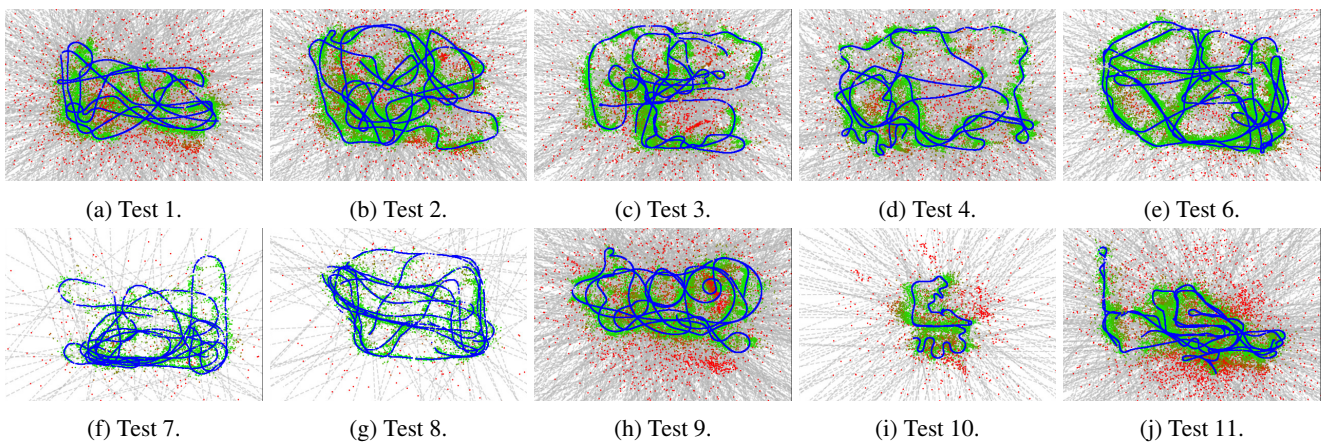 (a) Test 1.
(b) Test 2.
(c) Test 3.
(d) Test 4.
(e) Test 6.
(f) Test 7.
(g) Test 8.
(h) Test 9.
(i) Test 10.
(j) Test 11.